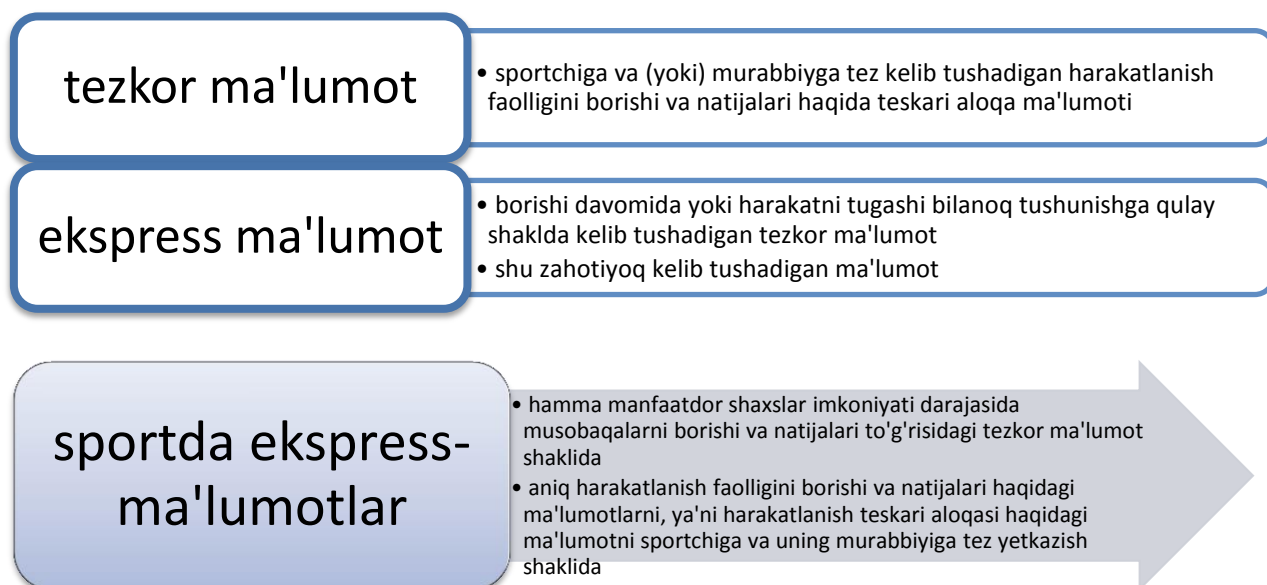 tezkor ma'lumot
• sportchiga va (yoki) murabbiyga tez kelib tushadigan harakatlanish
faolligini borishi va natijalari haqida teskari aloqa ma'lumoti
ekspress ma'lumot
• borishi davomida yoki harakatni tugashi bilanoq tushunishga qulay
shaklda kelib tushadigan tezkor ma'lumot
• shu zahotiyoq kelib tushadigan ma'lumot
sportda ekspress-
ma'lumotlar
• hamma manfaatdor shaxslar imkoniyati darajasida
musobaqalarni borishi va natijalari to'g'risidagi tezkor ma'lumot
shaklida
• aniq harakatlanish faolligini borishi va natijalari haqidagi
ma'lumotlarni, ya'ni harakatlanish teskari aloqasi haqidagi
ma'lumotni sportchiga va uning murabbiyiga tez yetkazish
shaklida